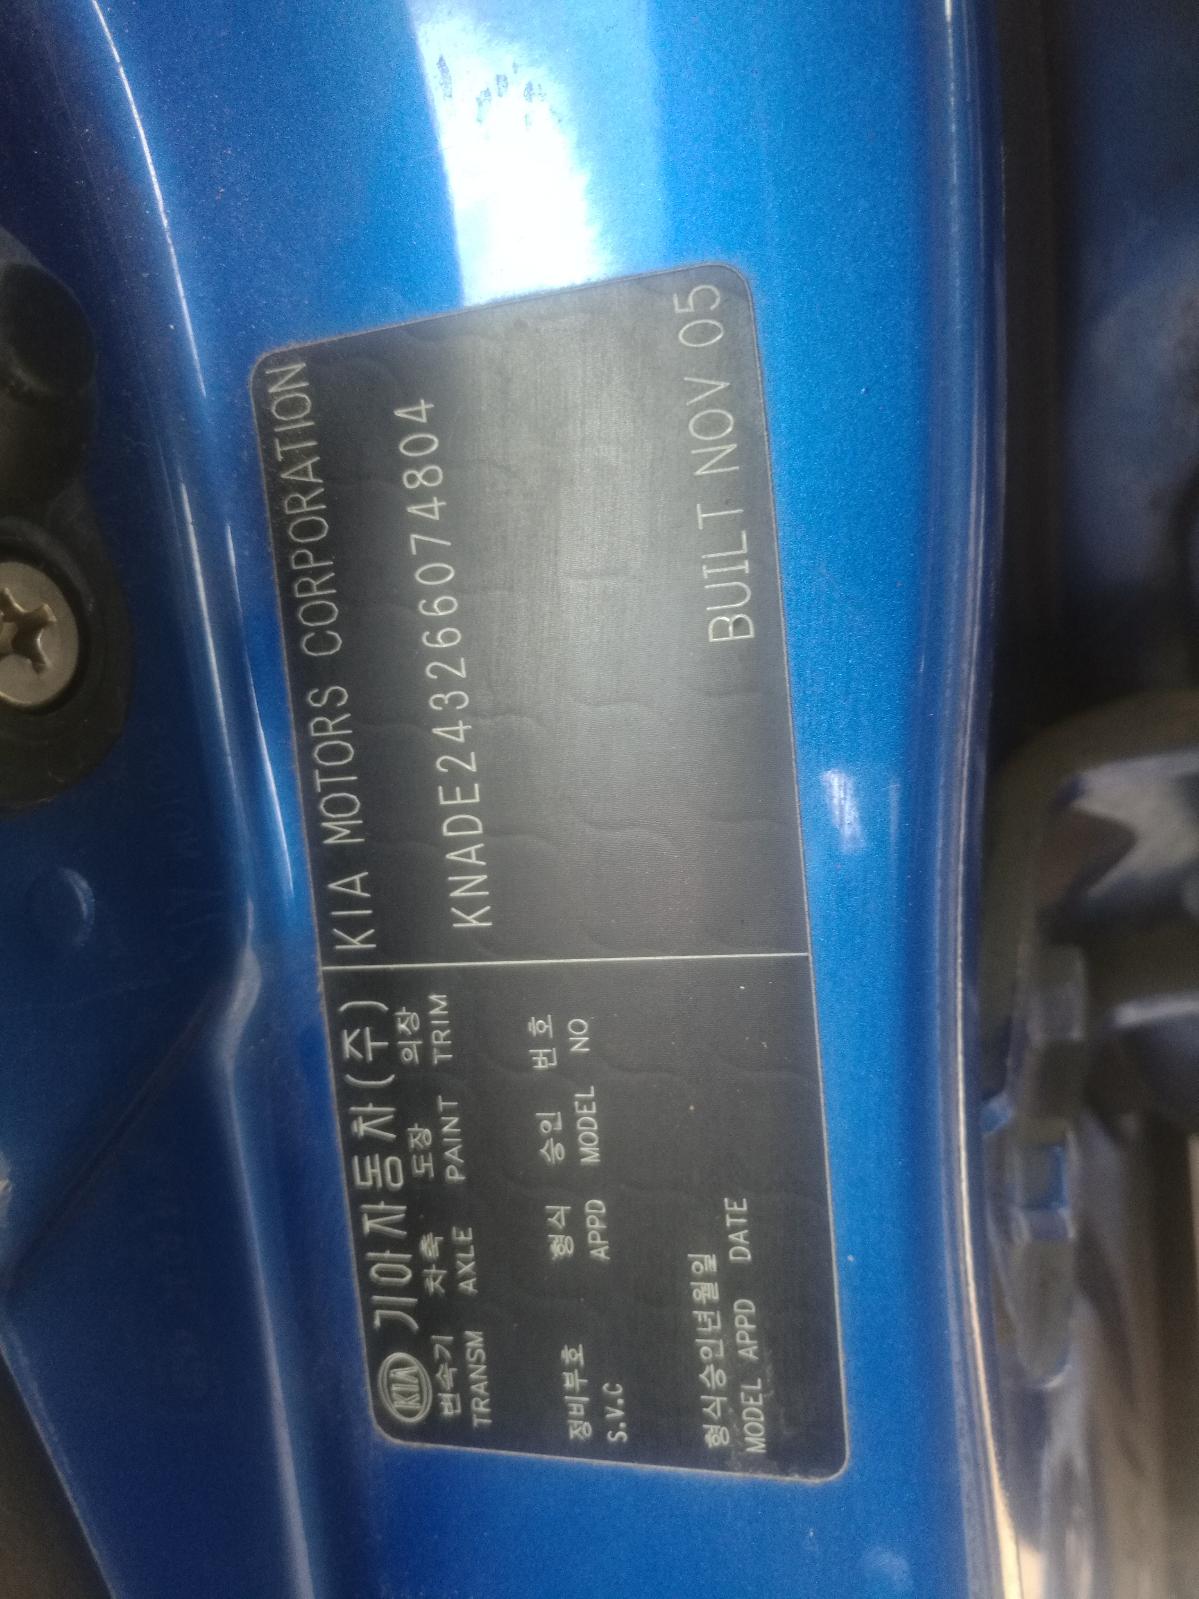 KIA 기아자동차(주) KIA MOTORS CORPORATION
변속기 차축 도장 의장
TRANSM AXLE PAINT TRIM
KNADE243266074804
정비부호 형식 승인 번호
S.V.C APPD MODEL NO
형식승인년월일
MODEL APPD DATE
BUILT NOV 05